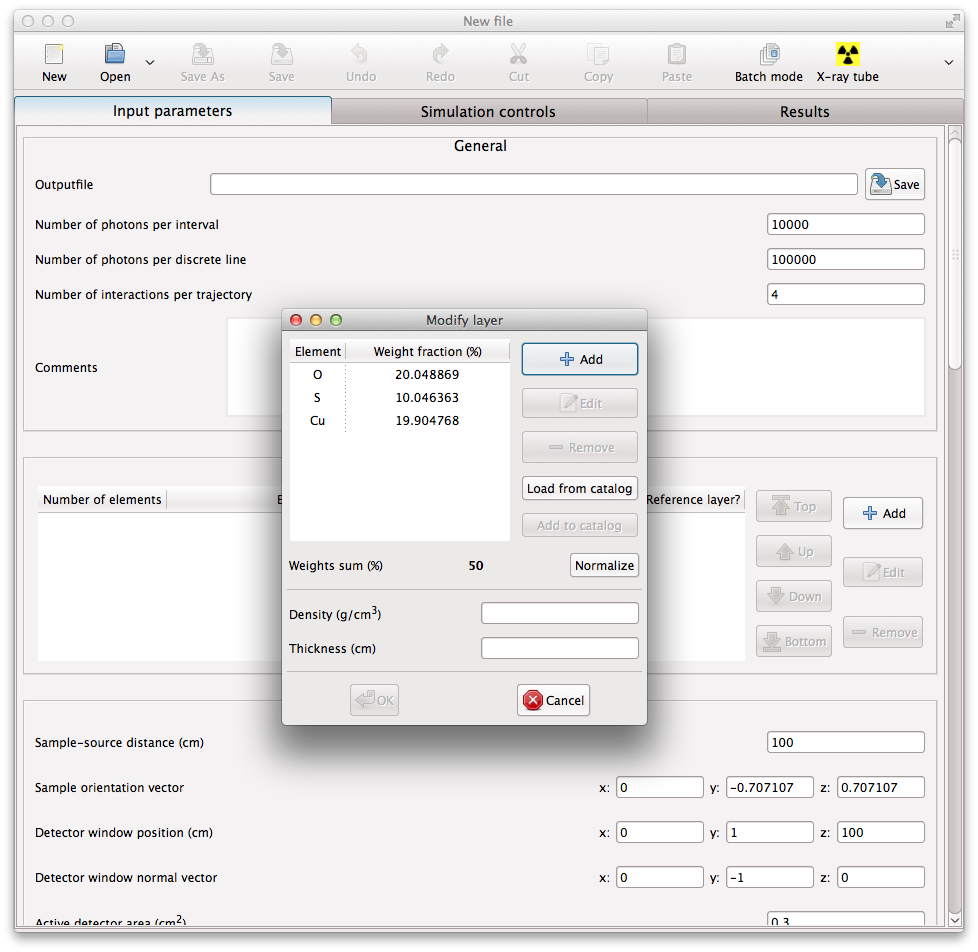 New file
New Open Save As Save Undo Redo Cut Copy Paste Batch mode X-ray tube
Input parameters Simulation controls Results
General
Outputfile Save
Number of photons per interval 10000
Number of photons per discrete line 100000
Number of interactions per trajectory 4
Comments
Modify layer
Element Weight fraction (%)
O 20.048869
S 10.046363
Cu 19.904768
Add
Edit
Remove
Load from catalog
Add to catalog
Weights sum (%) 50 Normalize
Density (g/cm³)
Thickness (cm)
OK Cancel
Number of elements Reference layer?
Top Add
Up
Edit
Down
Remove
Bottom
Sample-source distance (cm) 100
Sample orientation vector x: 0 y: -0.707107 z: 0.707107
Detector window position (cm) x: 0 y: 1 z: 100
Detector window normal vector x: 0 y: -1 z: 0
Active detector area (cm²) 0.3